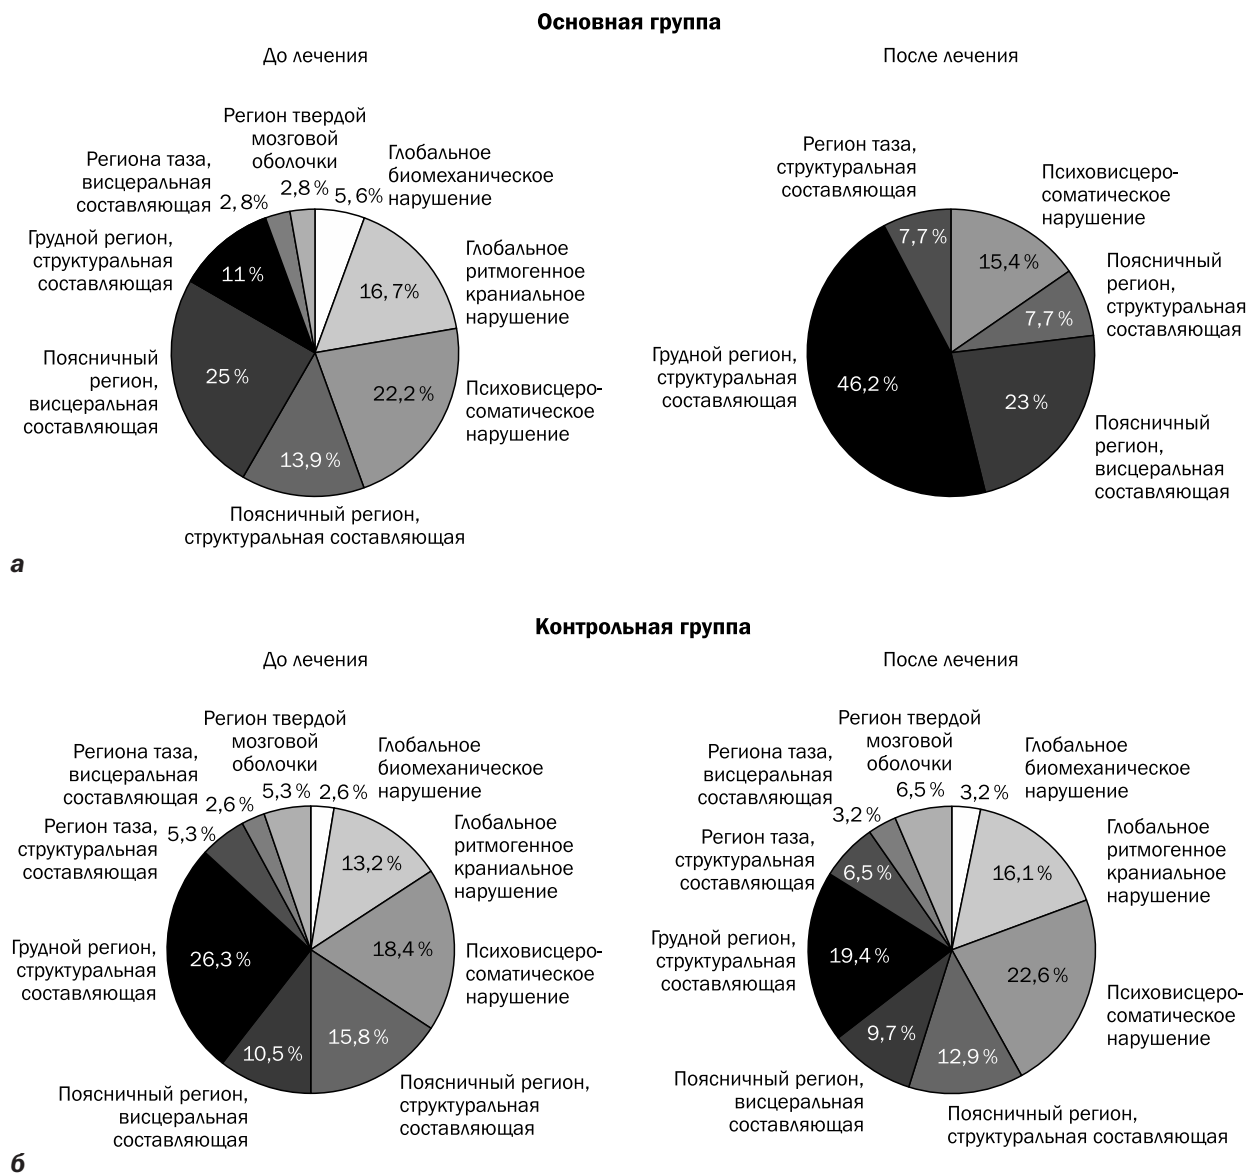 Основная группа
До лечения
После лечения
Регион твердой
мозговой
оболочки
2,8 %
Глобальное
биомеханическое
нарушение
5,6%
Региона таза,
висцеральная
составляющая
2,8%
Глобальное
ритмогенное
краниальное
нарушение
16,7%
Грудной регион,
структуральная
составляющая
11 %
Поясничный
регион,
висцеральная
составляющая
25 %
Психовисцеро-
соматическое
нарушение
22,2 %
13,9 %
Поясничный регион,
структуральная составляющая
Регион таза,
структуральная
составляющая
7,7 %
Психовисцеро-
соматическое
нарушение
15,4 %
Поясничный
регион,
структуральная
составляющая
7,7 %
Грудной регион,
структуральная
составляющая
46,2 %
23 %
Поясничный
регион,
висцеральная
составляющая
а
Контрольная группа
До лечения
После лечения
Регион твердой
мозговой
оболочки
5,3 %
Глобальное
биомеханическое
нарушение
2,6 %
Региона таза,
висцеральная
составляющая
2,6 %
Регион таза,
структуральная
составляющая
5,3 %
Глобальное
ритмогенное
краниальное
нарушение
13,2 %
Грудной регион,
структуральная
составляющая
26,3 %
Психовисцеро-
соматическое
нарушение
18,4 %
15,8 %
10,5 %
Поясничный регион,
висцеральная
составляющая
Поясничный регион,
структуральная
составляющая
Регион твердой
мозговой
оболочки
6,5 %
Глобальное
биомеханическое
нарушение
3,2 %
Региона таза,
висцеральная
составляющая
3,2 %
Регион таза,
структуральная
составляющая
6,5 %
Глобальное
ритмогенное
краниальное
нарушение
16,1 %
Грудной регион,
структуральная
составляющая
19,4 %
22,6 %
Психовисцеро-
соматическое
нарушение
9,7 %
12,9 %
Поясничный регион,
висцеральная
составляющая
Поясничный регион,
структуральная составляющая
б